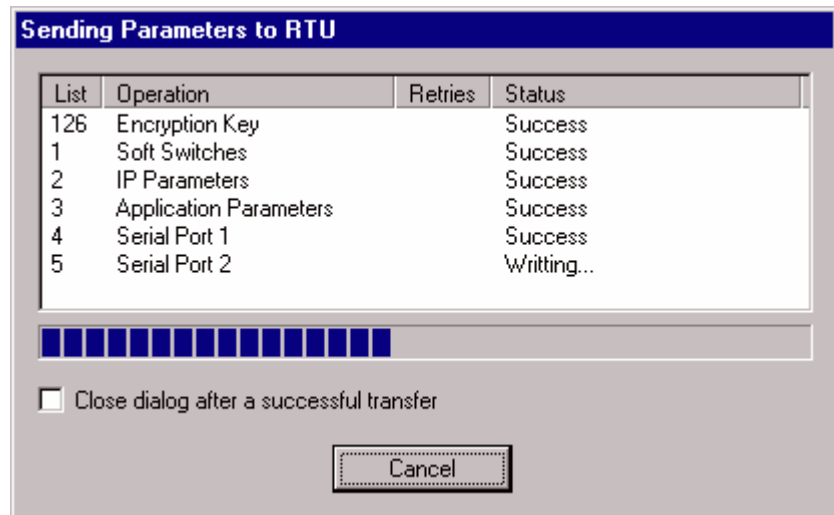 Sending Parameters to RTU
List Operation Retries Status
126 Encryption Key Success
1 Soft Switches Success
2 IP Parameters Success
3 Application Parameters Success
4 Serial Port 1 Success
5 Serial Port 2 Writting...
Close dialog after a successful transfer
Cancel